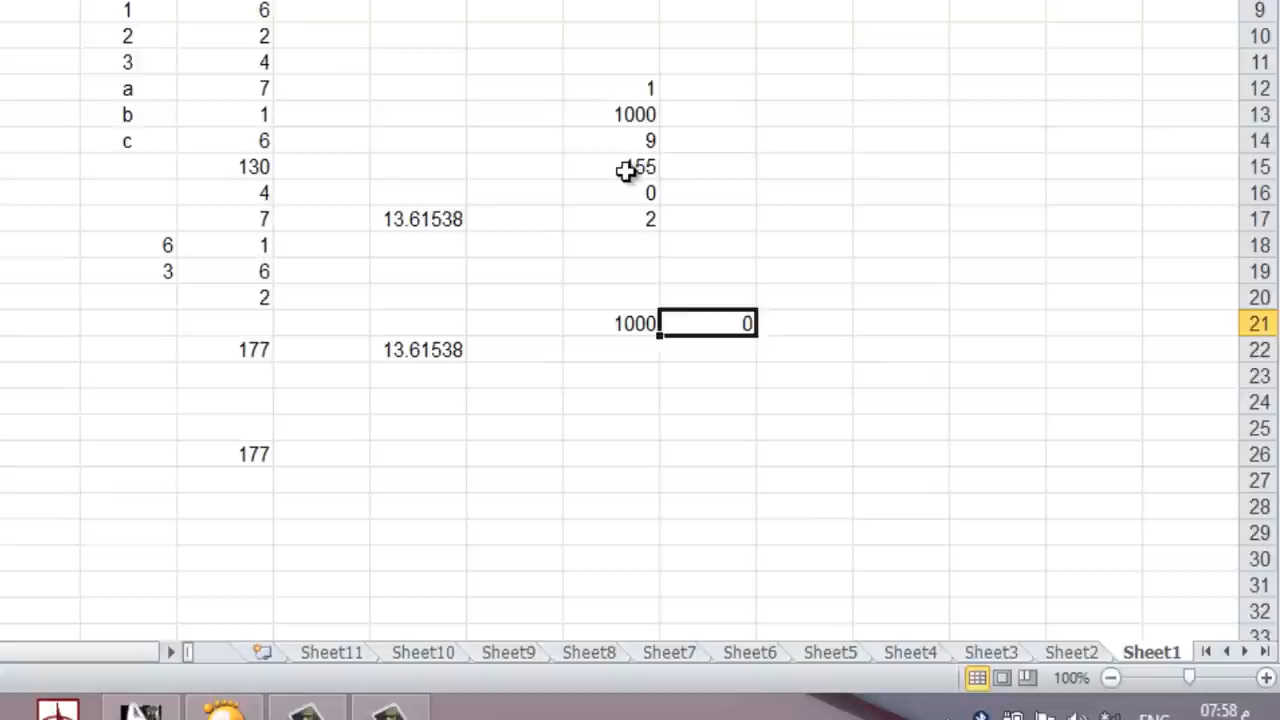 1 6 9
2 2 10
3 4 11
a 7 1 12
b 1 1000 13
c 6 9 14
130 55 15
4 0 16
7 13.61538 2 17
6 1 18
3 6 19
2 20
1000 0 21
177 13.61538 22
23
24
25
177 26
27
28
29
30
31
32
33
Sheet11 Sheet10 Sheet9 Sheet8 Sheet7 Sheet6 Sheet5 Sheet4 Sheet3 Sheet2 Sheet1
100%
ENG 07:58 م